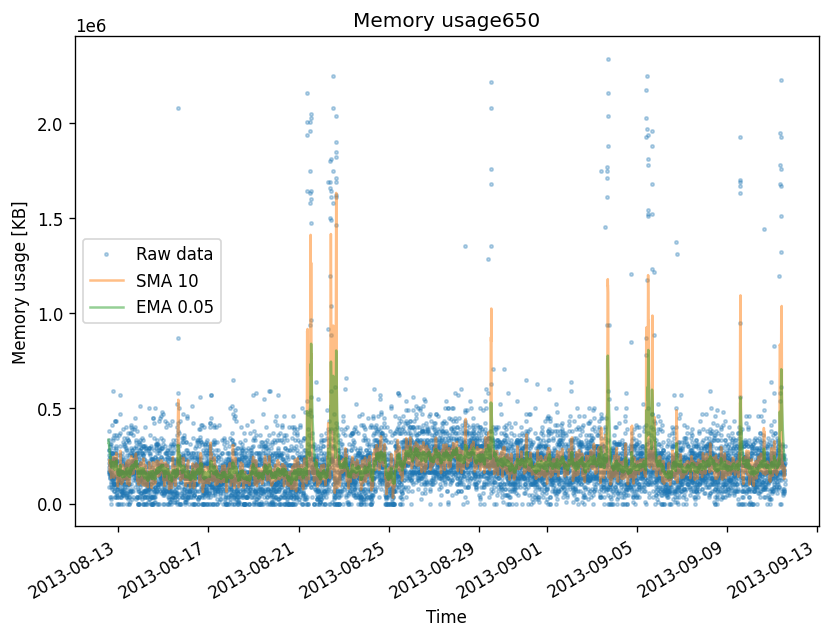 Memory usage650
1e6
2.0
1.5
1.0
0.5
0.0
Memory usage [KB]
Raw data
SMA 10
EMA 0.05
2013-08-13
2013-08-17
2013-08-21
2013-08-25
2013-08-29
2013-09-01
2013-09-05
2013-09-09
2013-09-13
Time